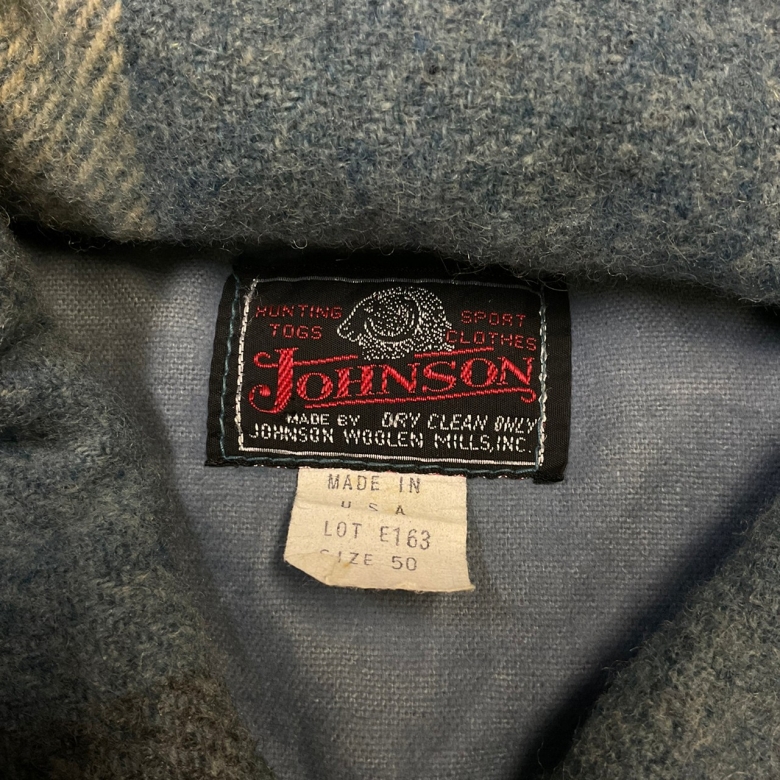 HUNTING TOGS
SPORT CLOTHES
JOHNSON
MADE BY DRY CLEAN ONLY
JOHNSON WOOLEN MILLS, INC.
MADE IN
U S A
LOT E163
SIZE 50